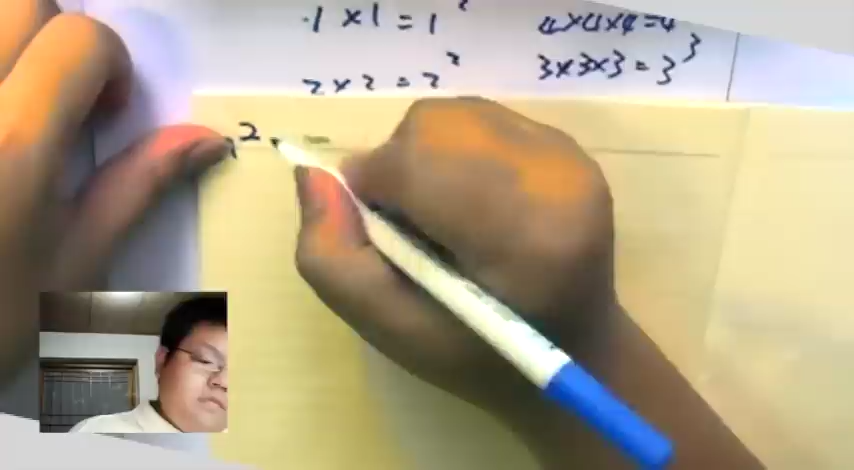 1 × 1 = 1²
4×4×4=4³
2 × 2 = 2²
3×3×3 = 3³